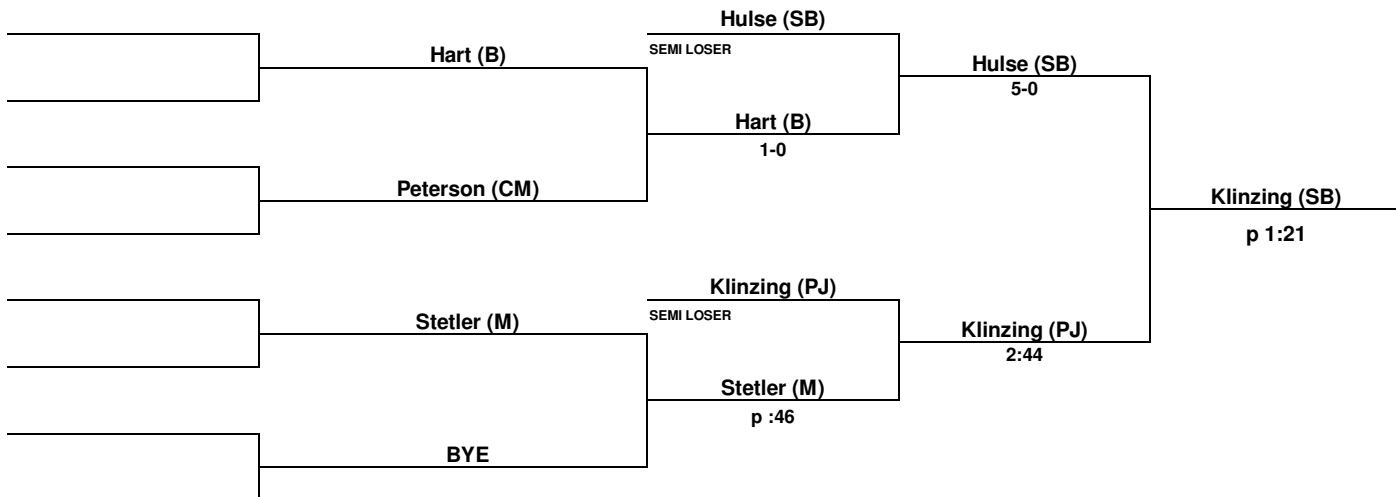 Hulse (SB)
SEMI LOSER
Hart (B)
Hulse (SB)
5-0
Hart (B)
1-0
Peterson (CM)
Klinzing (SB)
p 1:21
Klinzing (PJ)
SEMI LOSER
Stetler (M)
Klinzing (PJ)
2:44
Stetler (M)
p :46
BYE